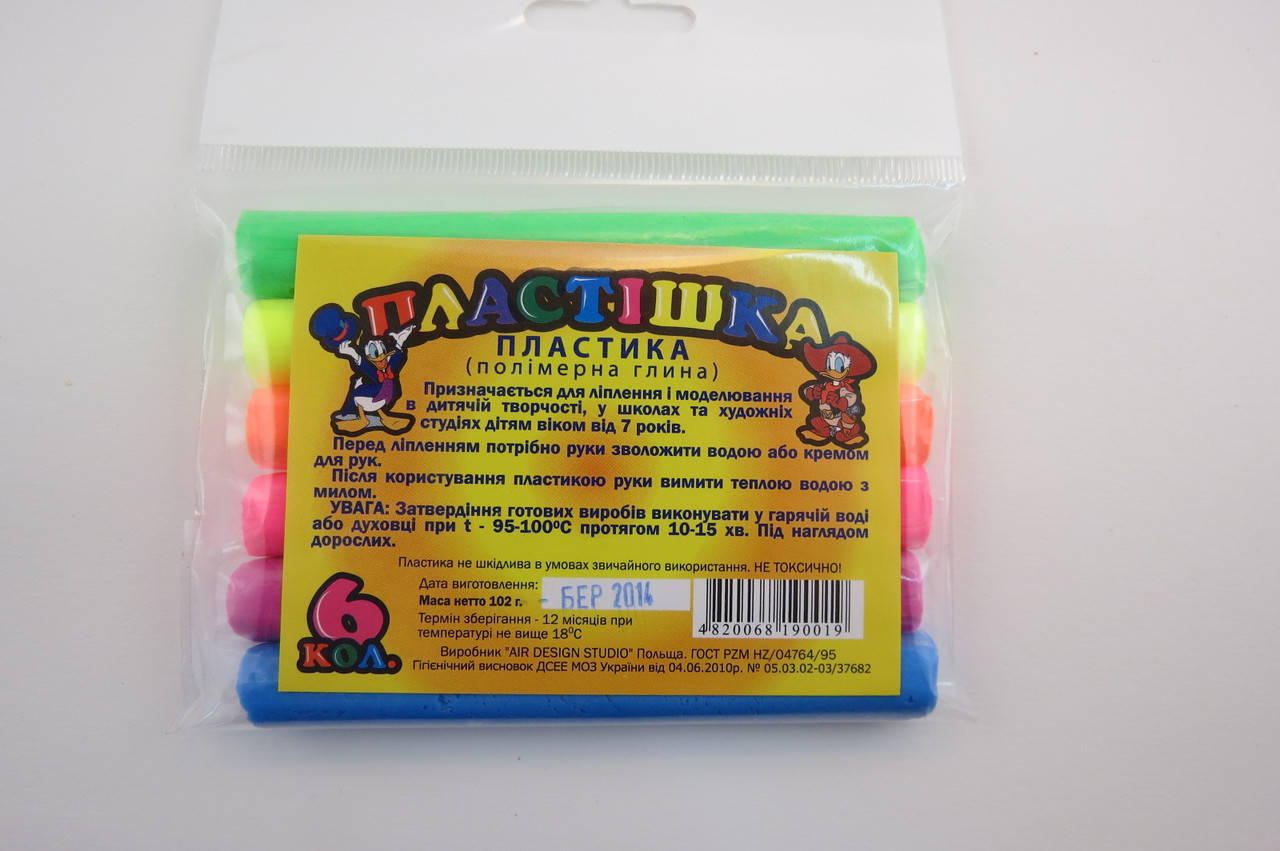 ПЛАСТІШКА
ПЛАСТИКА
(полімерна глина)
Призначається для ліплення і моделювання
в дитячій творчості, у школах та художніх
студіях дітям віком від 7 років.
Перед ліпленням потрібно руки зволожити водою або кремом
для рук.
Після користування пластикою руки вимити теплою водою з
милом.
УВАГА: Затвердіння готових виробів виконувати у гарячій воді
або духовці при t - 95-100ºС протягом 10-15 хв. Під наглядом
дорослих.
Пластика не шкідлива в умовах звичайного використання. НЕ ТОКСИЧНО!
6
КОЛ.
Дата виготовлення: - БЕР 2014
Маса нетто 102 г.
Термін зберігання - 12 місяців при
температурі не вище 18ºС
4 820068 190019
Виробник "AIR DESIGN STUDIO" Польща. ГОСТ PZM HZ/04764/95
Гігієнічний висновок ДСЕЕ МОЗ України від 04.06.2010р. № 05.03.02-03/37682